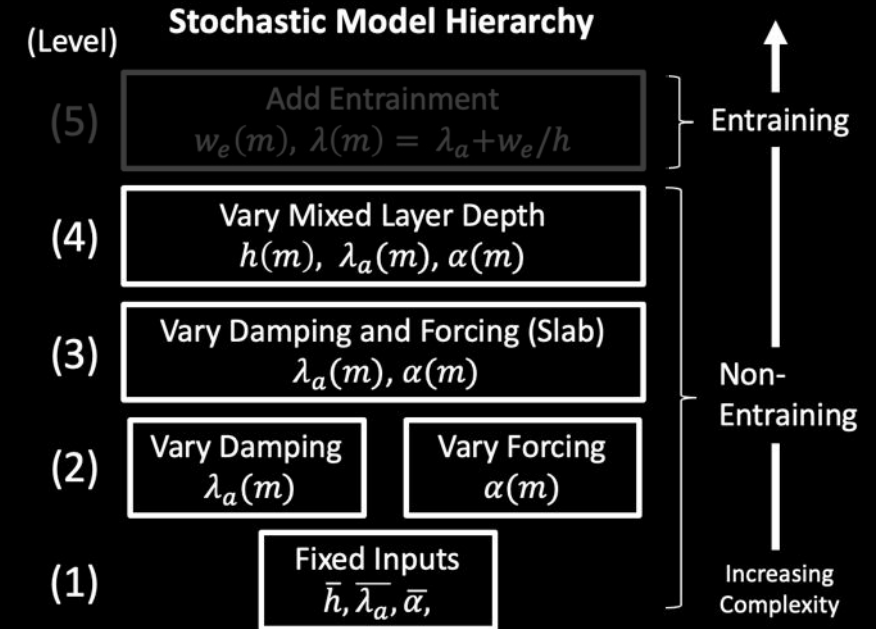 Stochastic Model Hierarchy
(Level)
(5)
Add Entrainment
wₑ(m), λ(m) = λₐ+wₑ/h
Entraining
(4)
Vary Mixed Layer Depth
h(m), λₐ(m), α(m)
(3)
Vary Damping and Forcing (Slab)
λₐ(m), α(m)
Non-
Entraining
(2)
Vary Damping
λₐ(m)
Vary Forcing
α(m)
(1)
Fixed Inputs
h̅, λₐ̅, α̅,
Increasing
Complexity